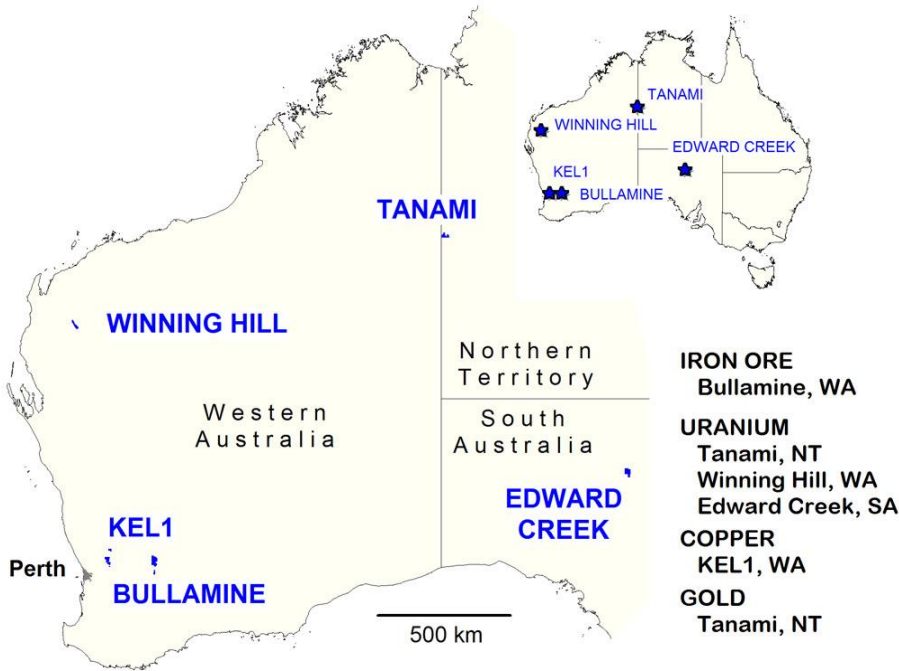 TANAMI
WINNING HILL
EDWARD CREEK
KEL1
BULLAMINE
TANAMI
WINNING HILL
Northern
Territory
Western
Australia
South
Australia
EDWARD
CREEK
KEL1
Perth
BULLAMINE
500 km
IRON ORE
Bullamine, WA
URANIUM
Tanami, NT
Winning Hill, WA
Edward Creek, SA
COPPER
KEL1, WA
GOLD
Tanami, NT